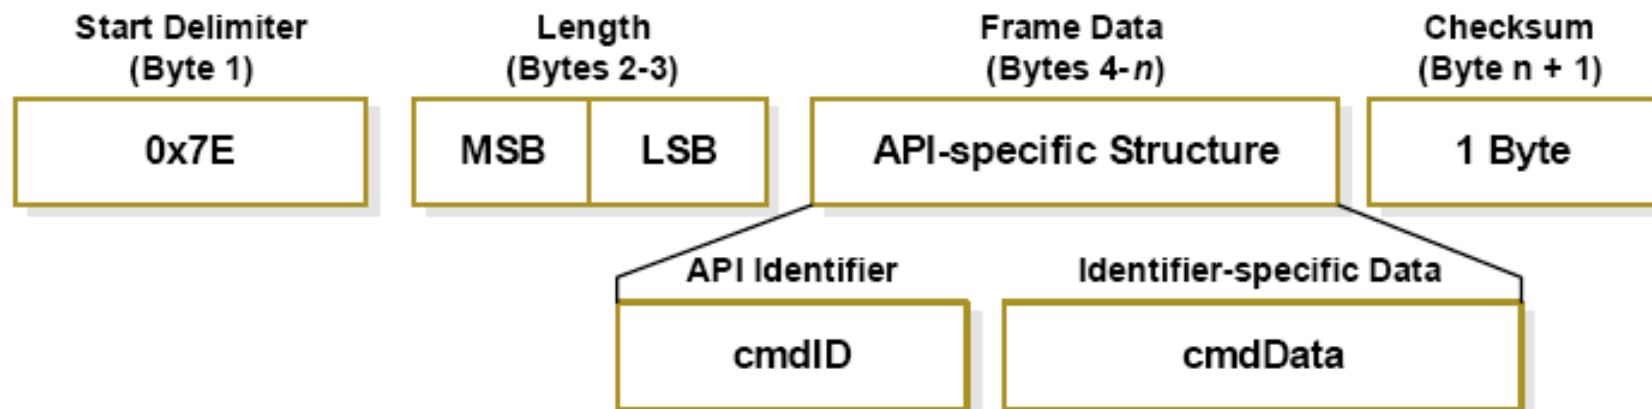 Start Delimiter
(Byte 1)
Length
(Bytes 2-3)
Frame Data
(Bytes 4-n)
Checksum
(Byte n + 1)
0x7E
MSB
LSB
API-specific Structure
1 Byte
API Identifier
Identifier-specific Data
cmdID
cmdData